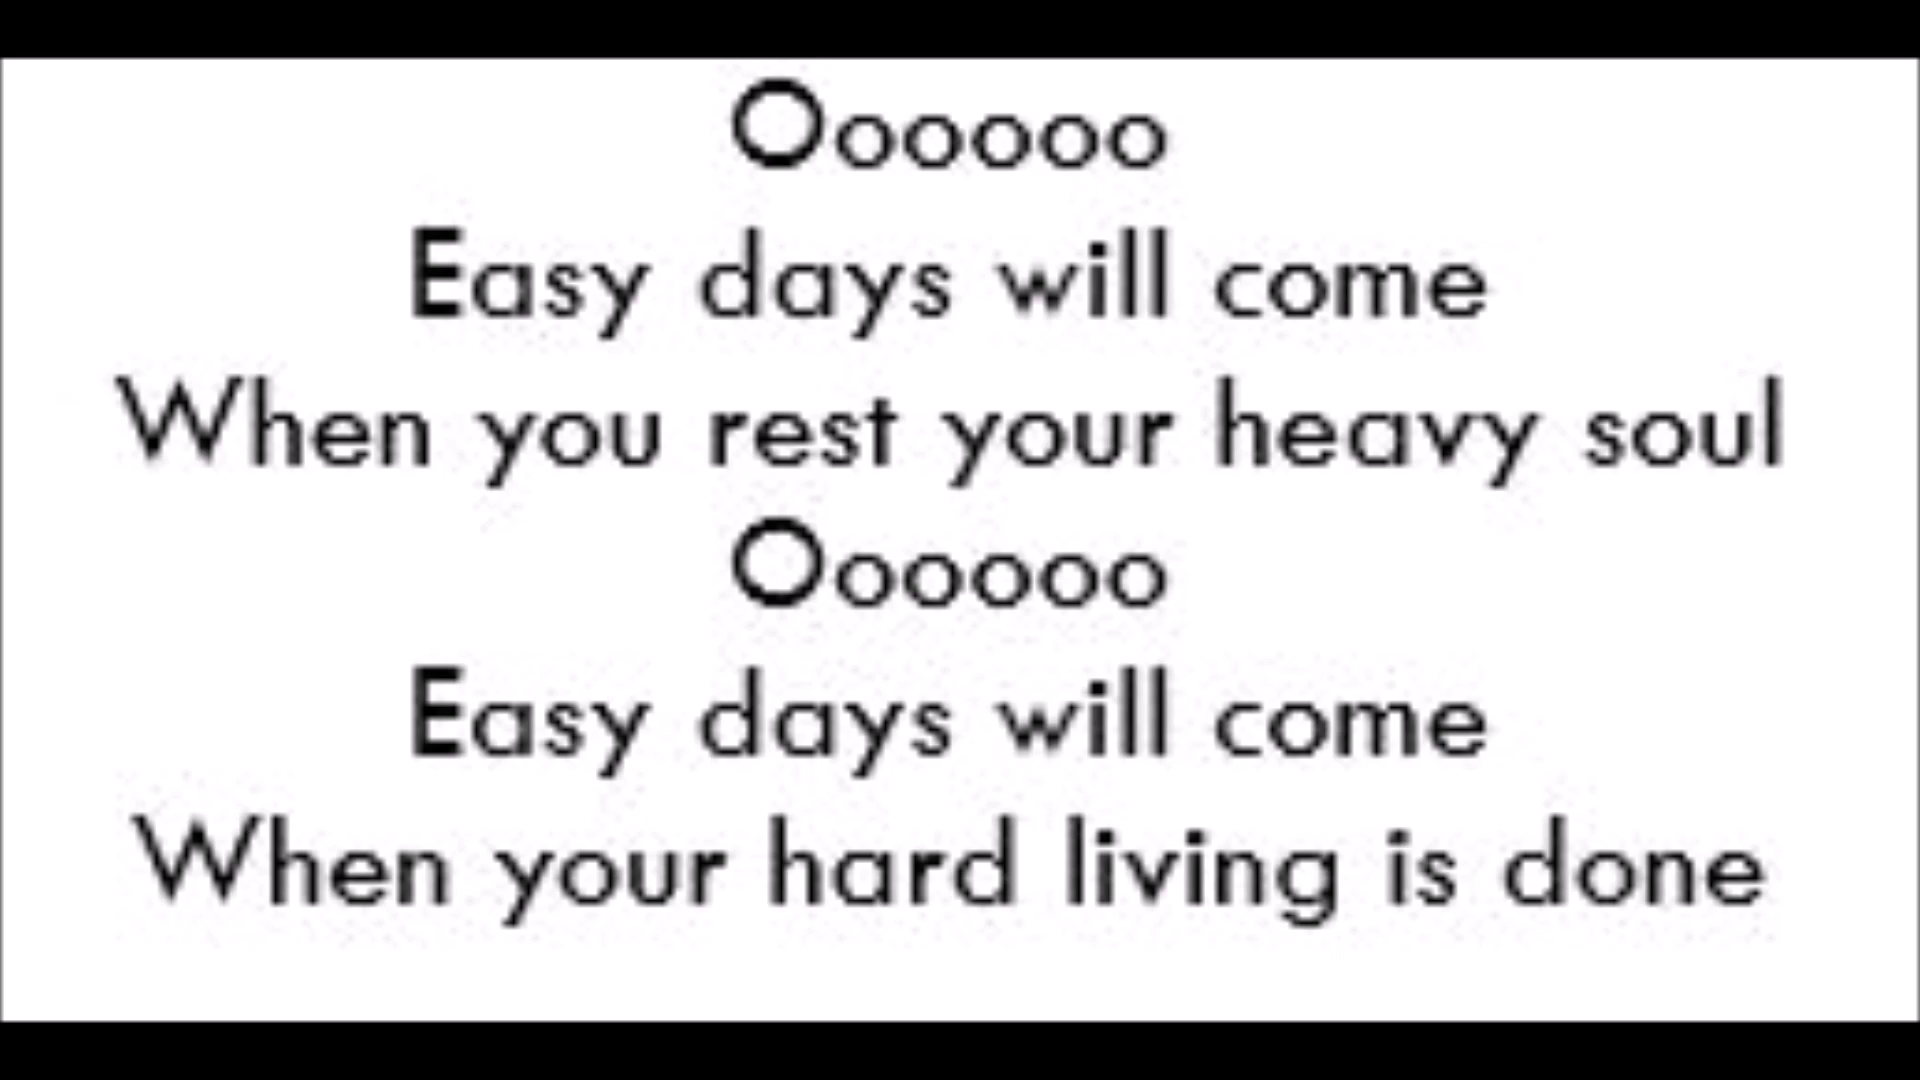 Oooooo
Easy days will come
When you rest your heavy soul
Oooooo
Easy days will come
When your hard living is done